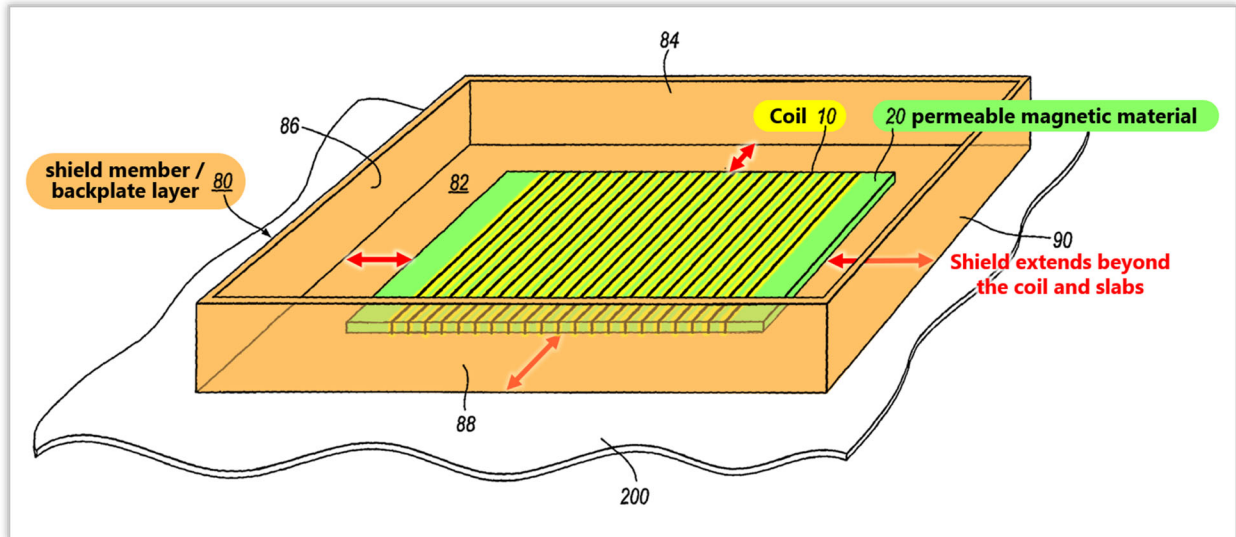 84
86
Coil 10
20 permeable magnetic material
shield member /
backplate layer 80
82
90
Shield extends beyond
the coil and slabs
88
200